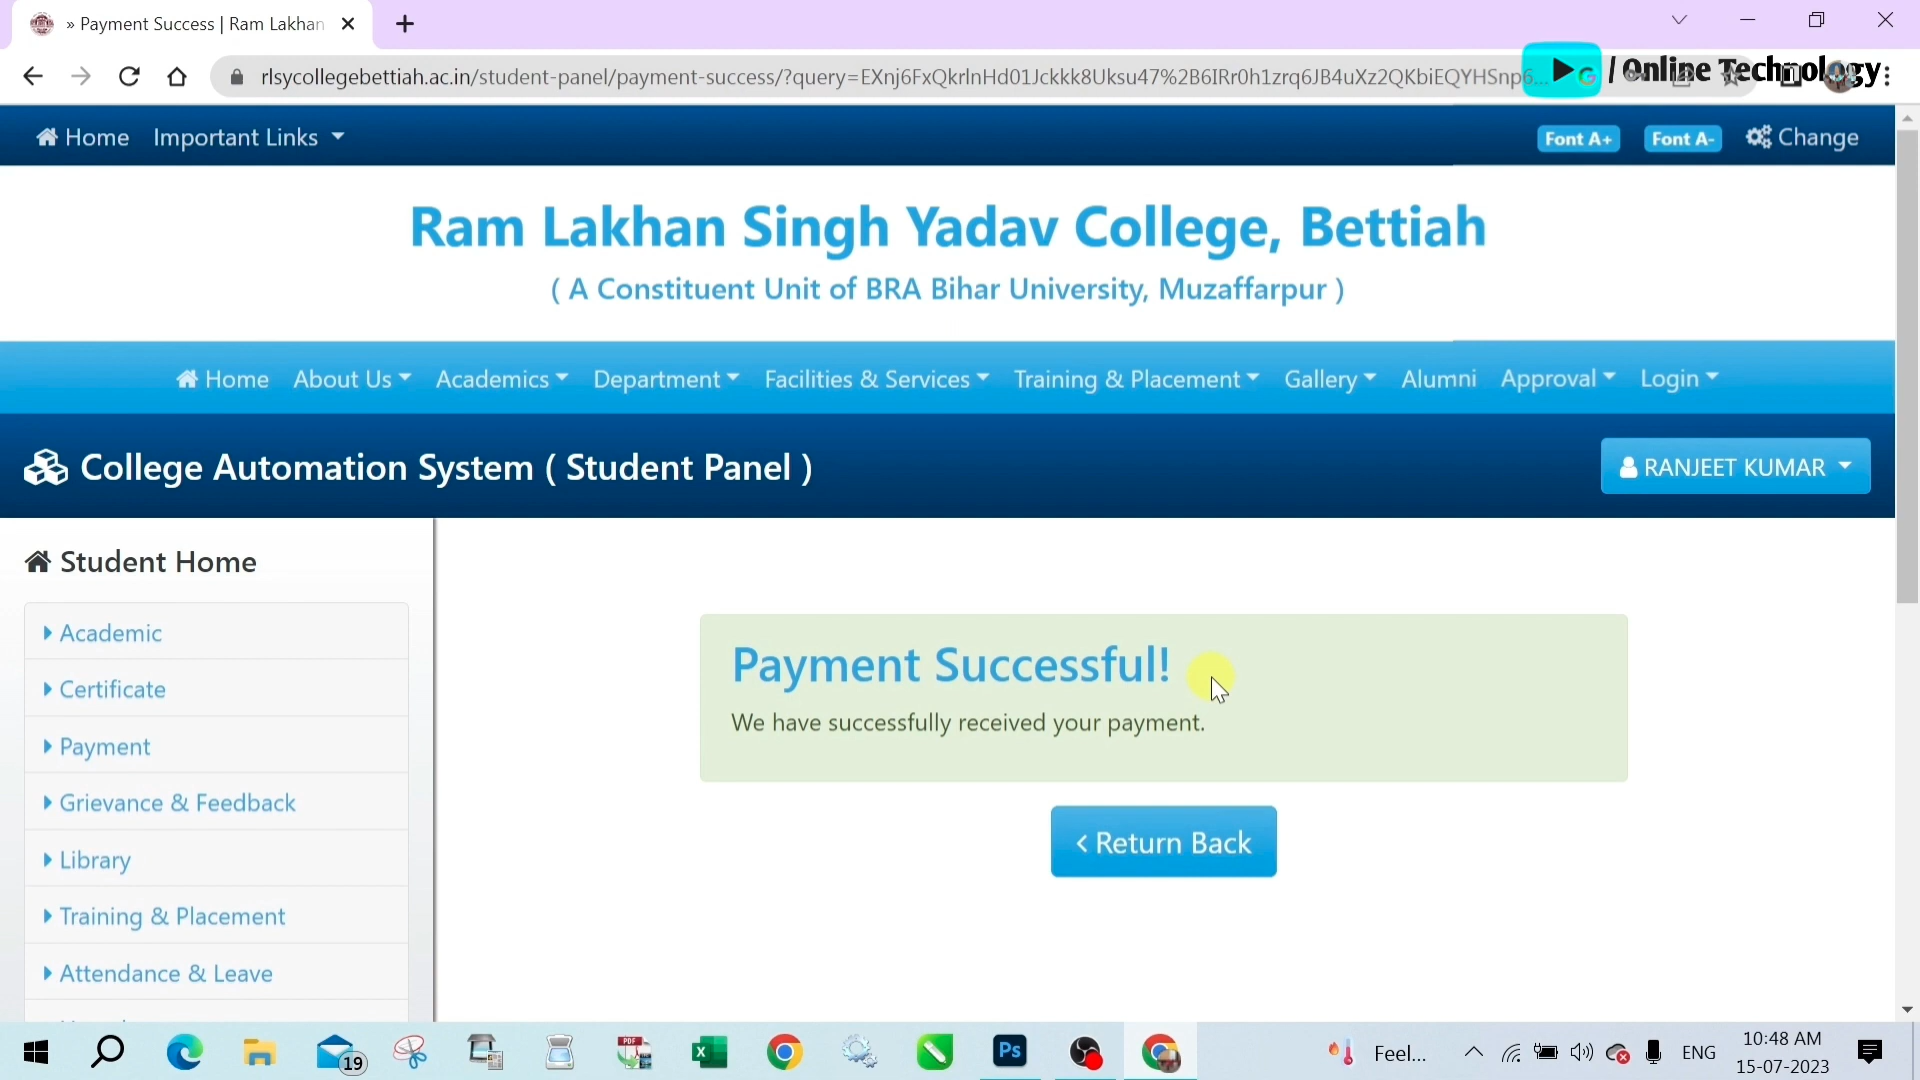 » Payment Success | Ram Lakhan
rlsycollegebettiah.ac.in/student-panel/payment-success/?query=EXnj6FxQkrlnHd01Jckkk8Uksu47%2B6IRr0h1zrq6JB4uXz2QKbiEQYHSnp6...
/ Online Technology
Home Important Links
Font A+ Font A- Change
Ram Lakhan Singh Yadav College, Bettiah
( A Constituent Unit of BRA Bihar University, Muzaffarpur )
Home About Us Academics Department Facilities & Services Training & Placement Gallery Alumni Approval Login
College Automation System ( Student Panel )
RANJEET KUMAR
Student Home
Academic
Certificate
Payment
Grievance & Feedback
Library
Training & Placement
Attendance & Leave
Payment Successful!
We have successfully received your payment.
< Return Back
19
PDF
Ps
Feel...
ENG
10:48 AM
15-07-2023